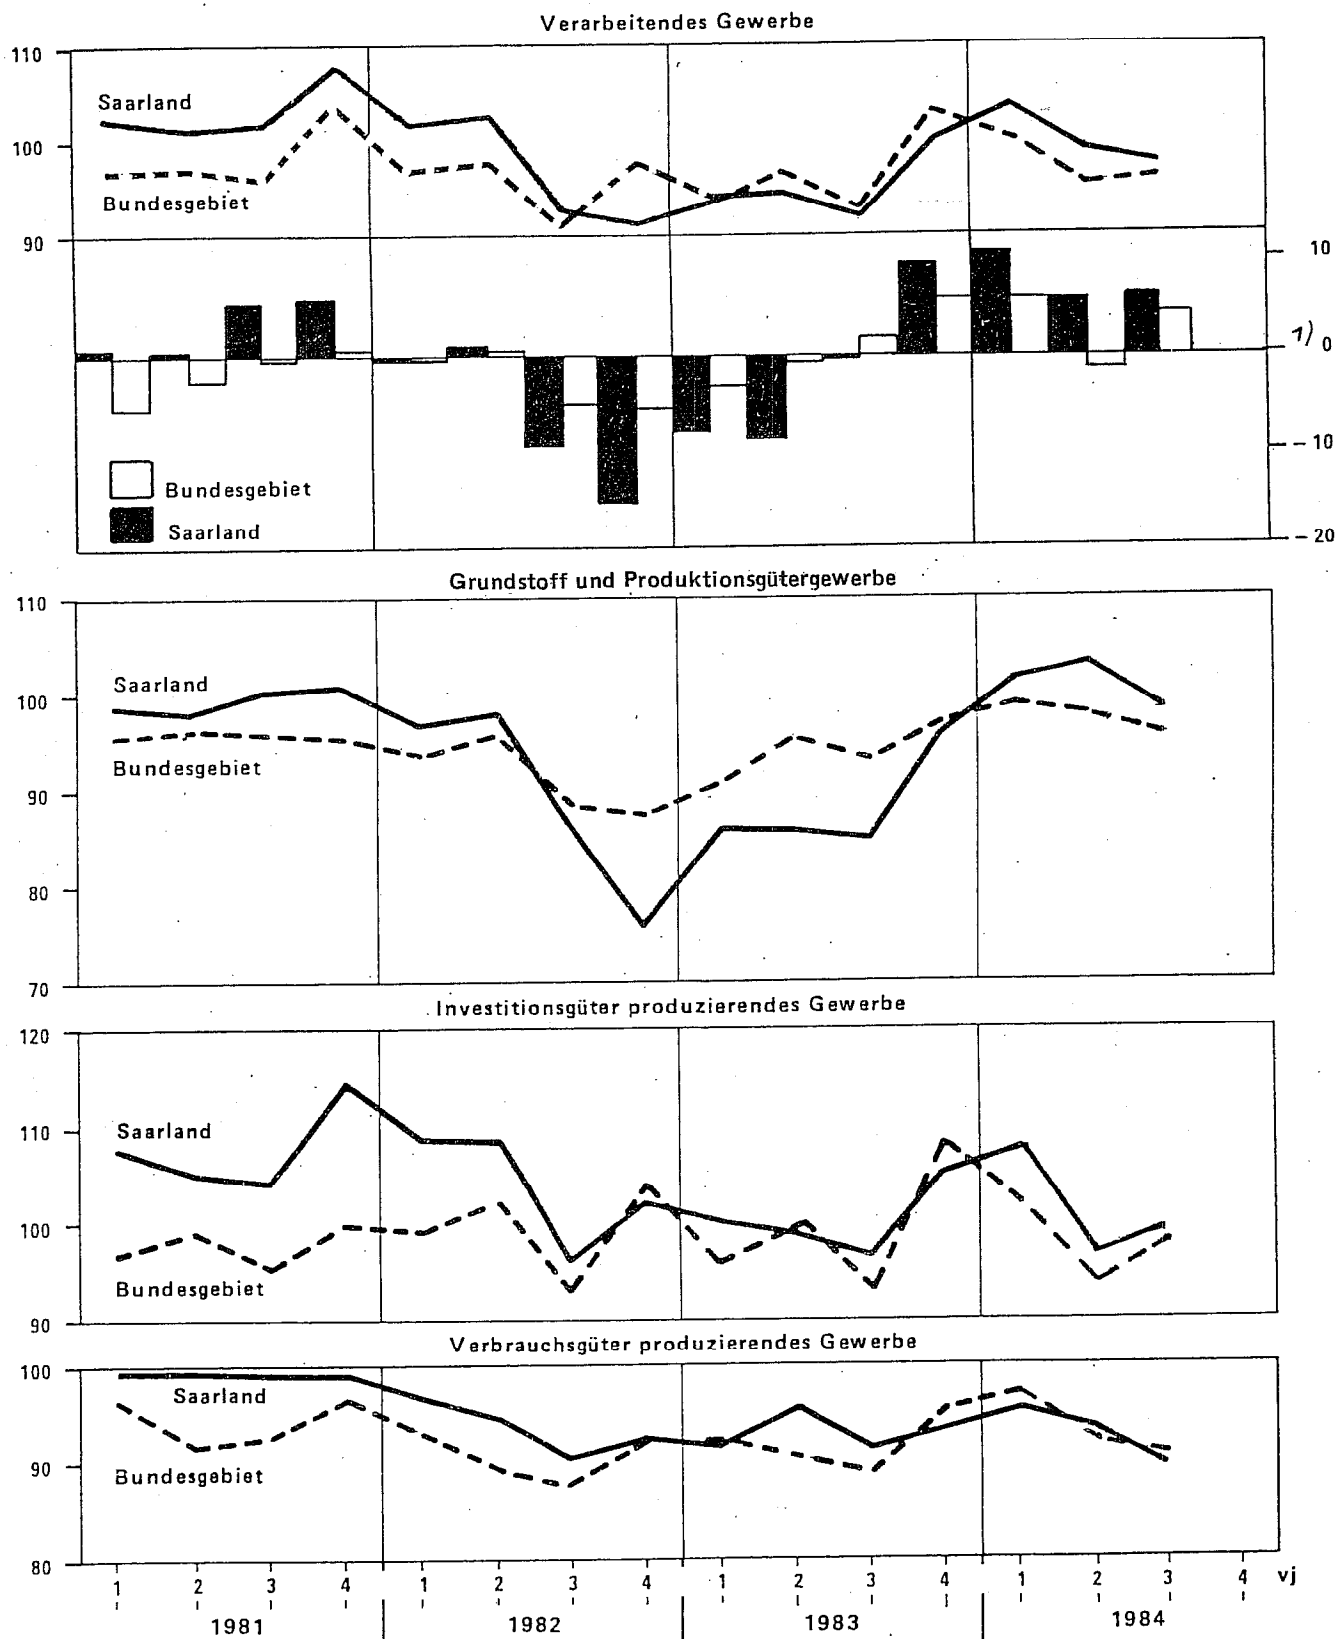 Verarbeitendes Gewerbe
110
Saarland
100
Bundesgebiet
90
10
1) 0
Bundesgebiet
- 10
Saarland
- 20
Grundstoff und Produktionsgütergewerbe
110
Saarland
100
Bundesgebiet
90
80
70
Investitionsgüter produzierendes Gewerbe
120
Saarland
110
100
Bundesgebiet
90
Verbrauchsgüter produzierendes Gewerbe
100
Saarland
Bundesgebiet
90
80
1 2 3 4 1 2 3 4 1 2 3 4 1 2 3 4 vj
1981 1982 1983 1984